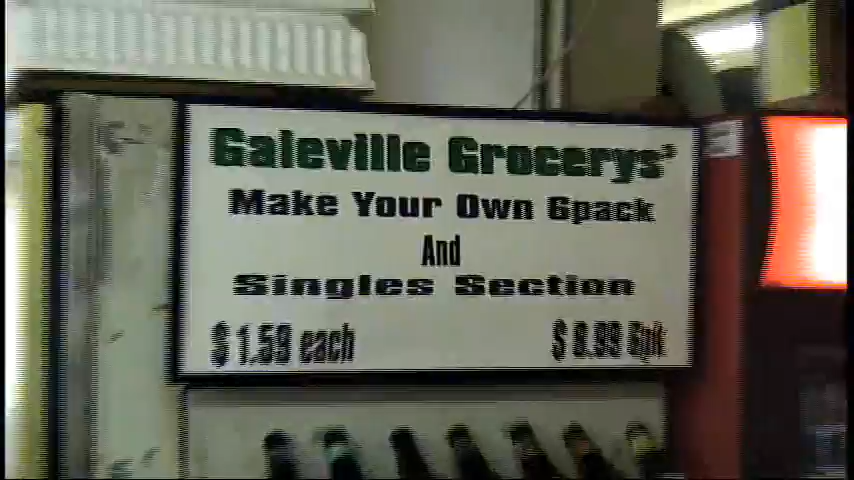 Galeville Grocerys'
Make Your Own 6pack
And
Singles Section
$1.59 each $8.99 6pk